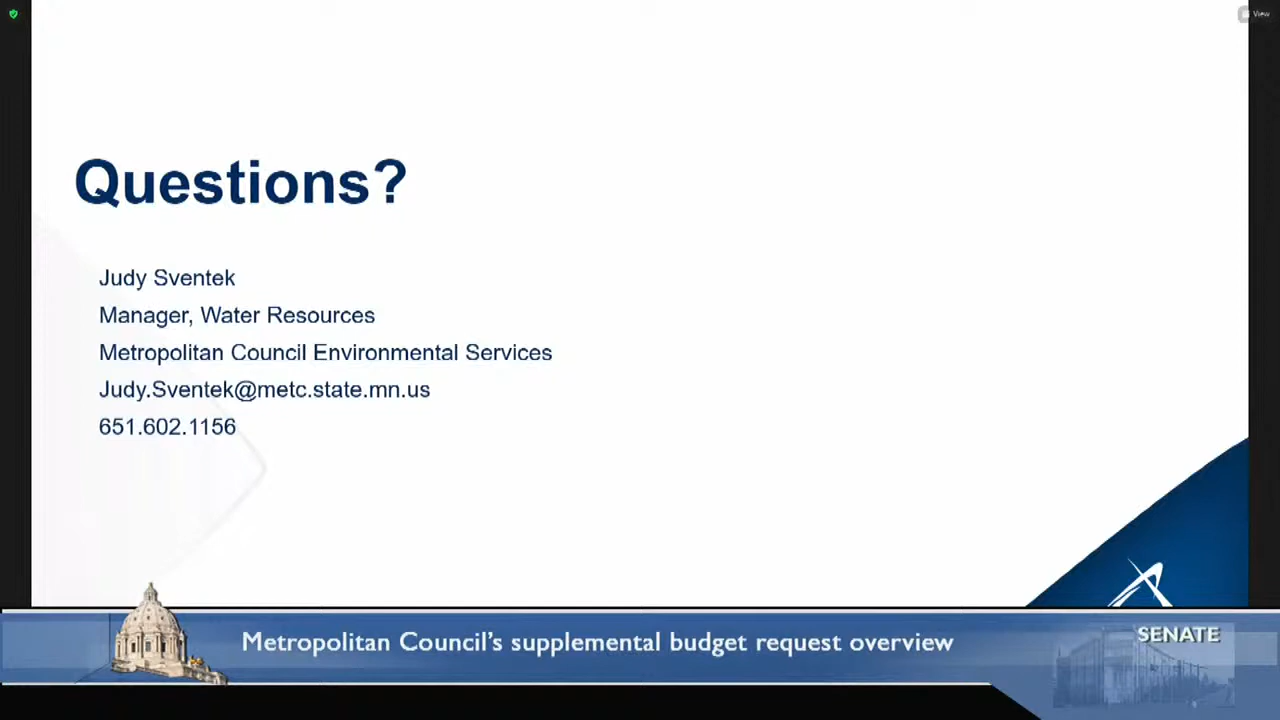 View
Questions?
Judy Sventek
Manager, Water Resources
Metropolitan Council Environmental Services
Judy.Sventek@metc.state.mn.us
651.602.1156
Metropolitan Council's supplemental budget request overview
SENATE